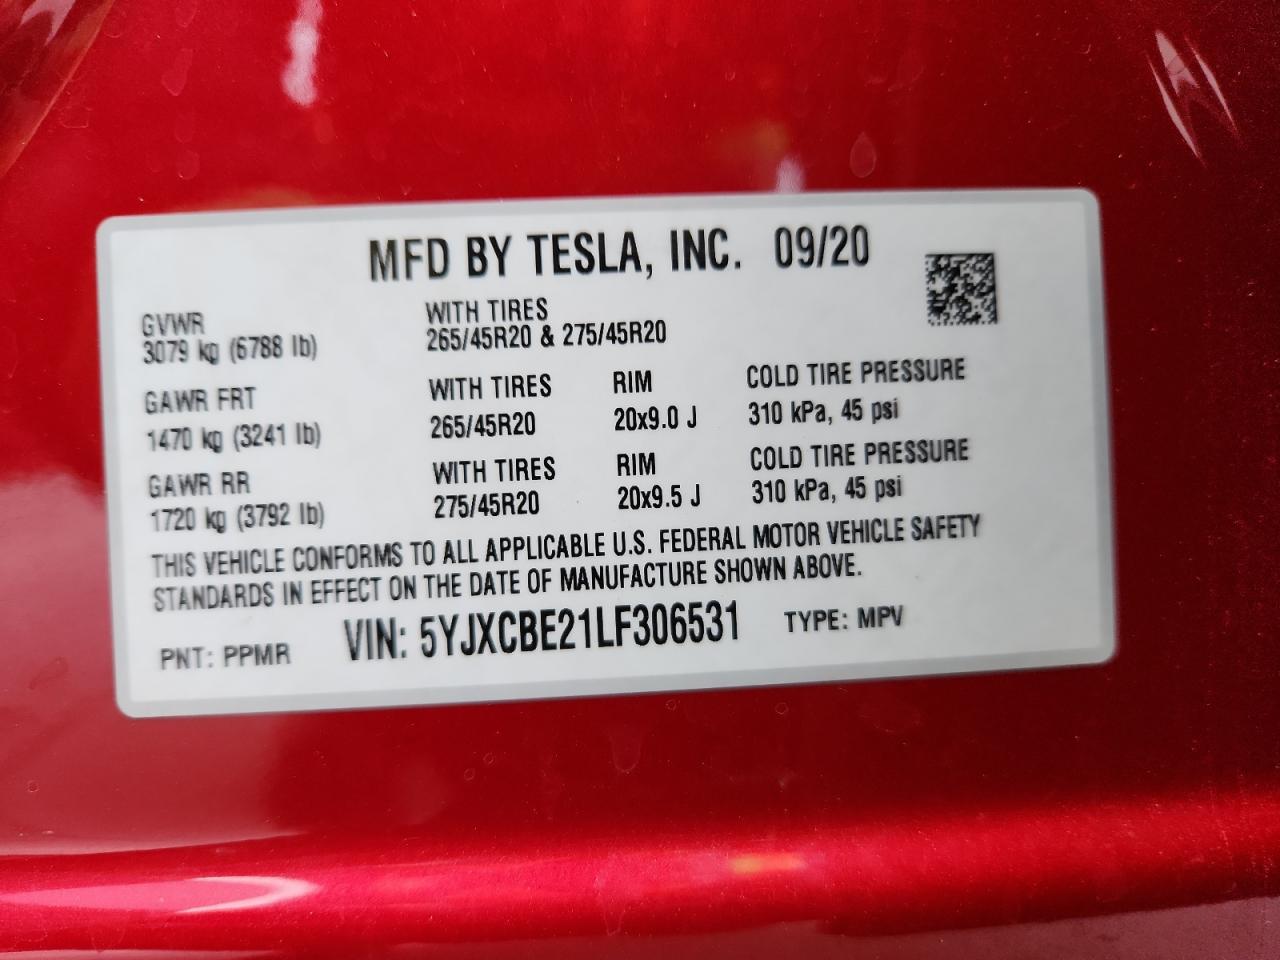 MFD BY TESLA, INC. 09/20
GVWR
3079 kg (6788 lb)
WITH TIRES
265/45R20 & 275/45R20
GAWR FRT
1470 kg (3241 lb)
WITH TIRES
265/45R20
RIM
20x9.0 J
COLD TIRE PRESSURE
310 kPa, 45 psi
GAWR RR
1720 kg (3792 lb)
WITH TIRES
275/45R20
RIM
20x9.5 J
COLD TIRE PRESSURE
310 kPa, 45 psi
THIS VEHICLE CONFORMS TO ALL APPLICABLE U.S. FEDERAL MOTOR VEHICLE SAFETY
STANDARDS IN EFFECT ON THE DATE OF MANUFACTURE SHOWN ABOVE.
PNT: PPMR VIN: 5YJXCBE21LF306531 TYPE: MPV